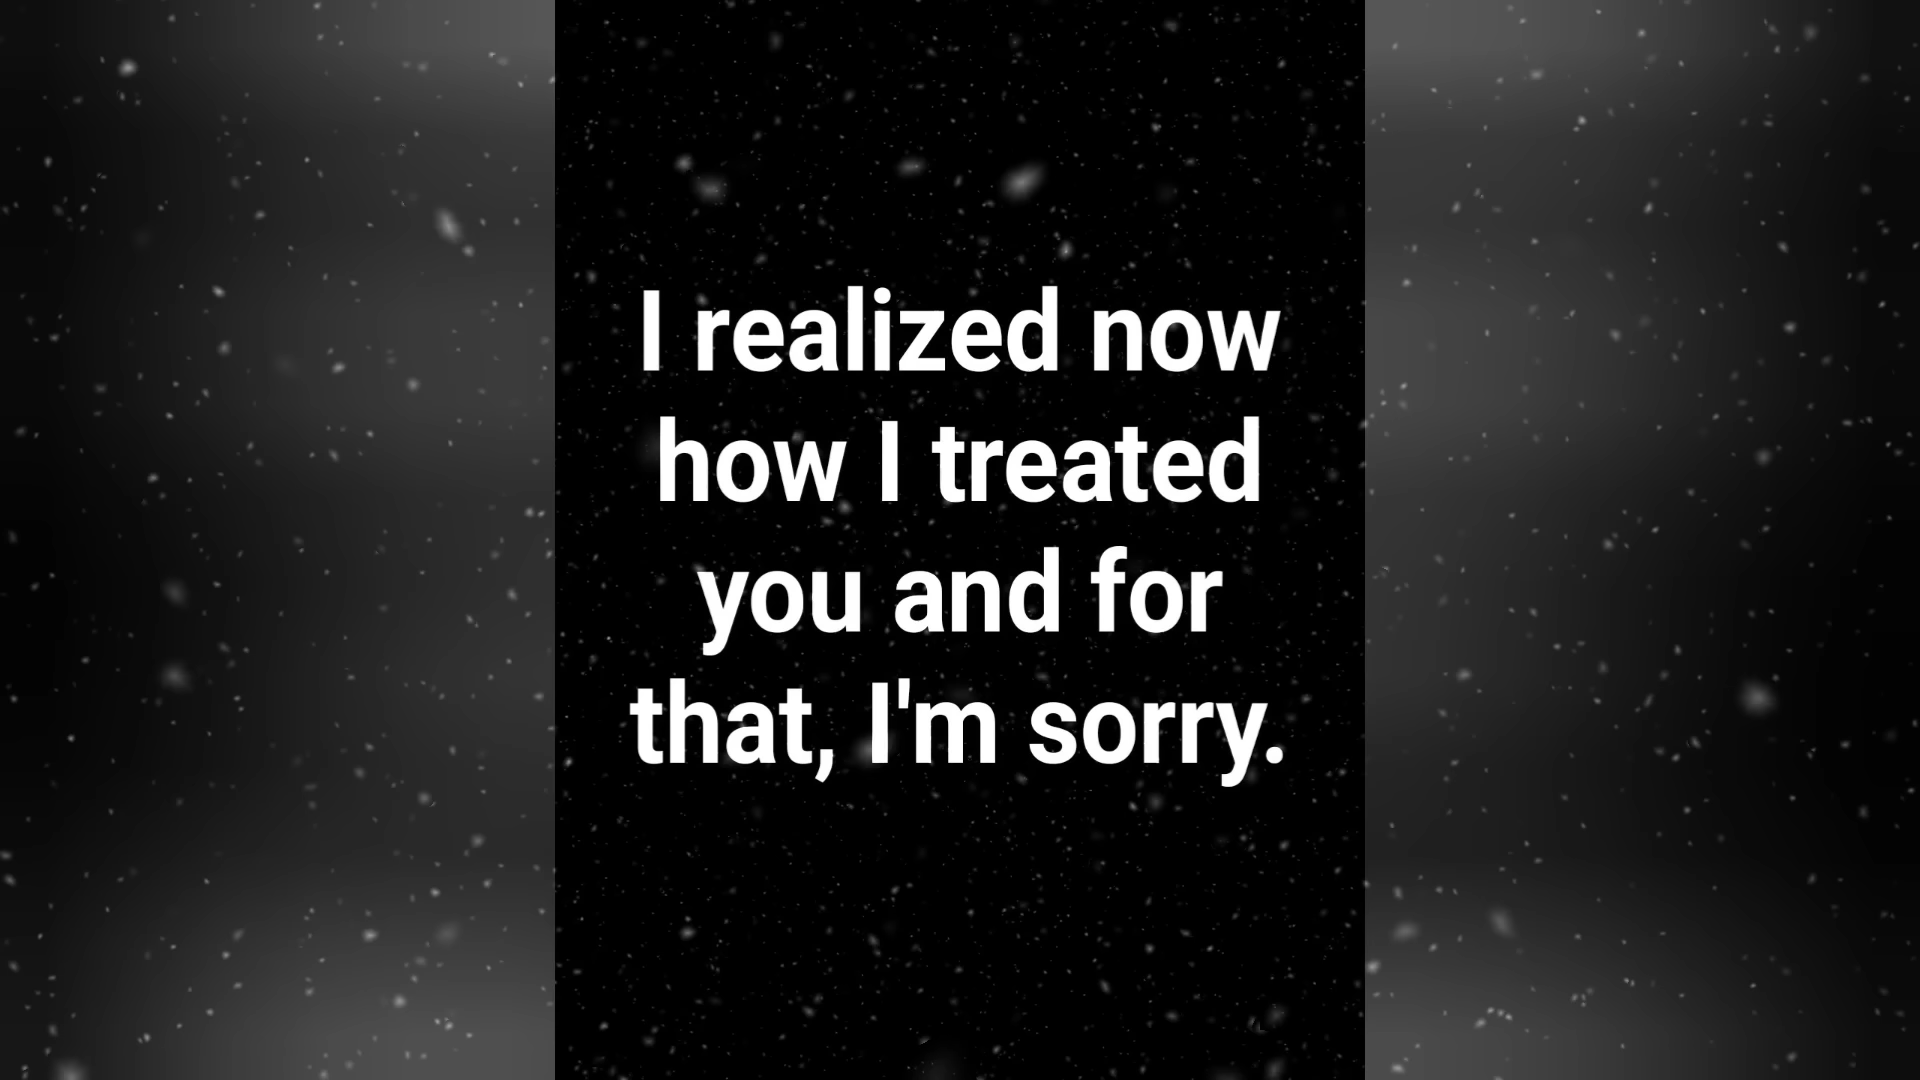 I realized now
how I treated
you and for
that, I'm sorry.